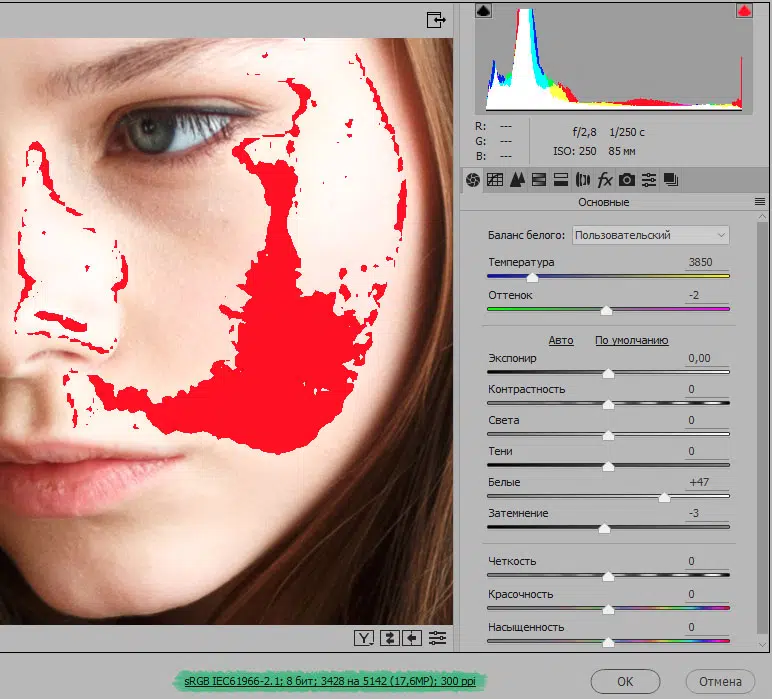 R: ---
G: ---
B: ---
f/2,8 1/250 с
ISO: 250 85 мм
fx
Основные
Баланс белого: Пользовательский
Температура 3850
Оттенок -2
Авто По умолчанию
Экспонир 0,00
Контрастность 0
Света 0
Тени 0
Белые +47
Затемнение -3
Четкость 0
Красочность 0
Насыщенность 0
Y
sRGB IEC61966-2.1; 8 бит; 3428 на 5142 (17,6MP); 300 ppi
OK Отмена